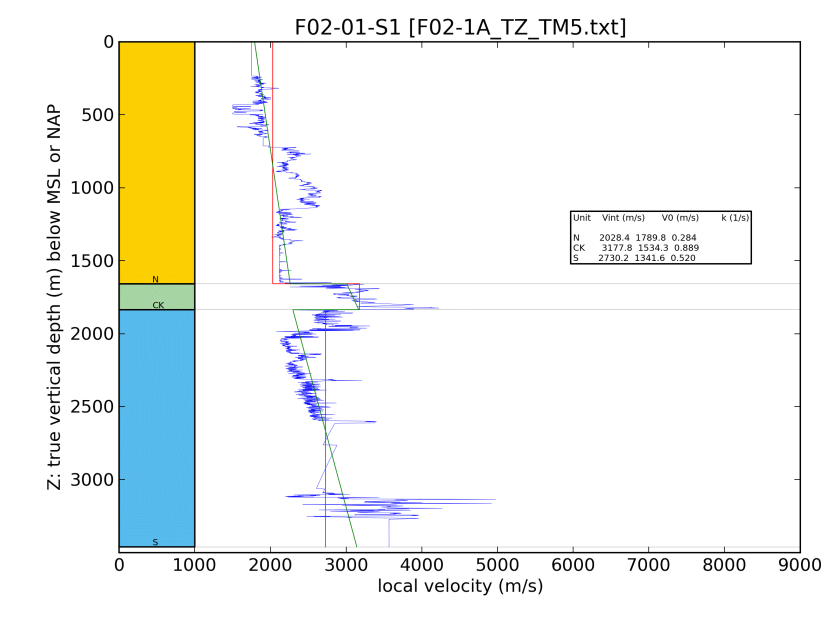 F02-01-S1 [F02-1A_TZ_TM5.txt]
Z: true vertical depth (m) below MSL or NAP
0
500
1000
1500
2000
2500
3000
N
CK
S
Unit Vint (m/s) V0 (m/s) k (1/s)
N 2028.4 1789.8 0.284
CK 3177.8 1534.3 0.889
S 2730.2 1341.6 0.520
0 1000 2000 3000 4000 5000 6000 7000 8000 9000
local velocity (m/s)